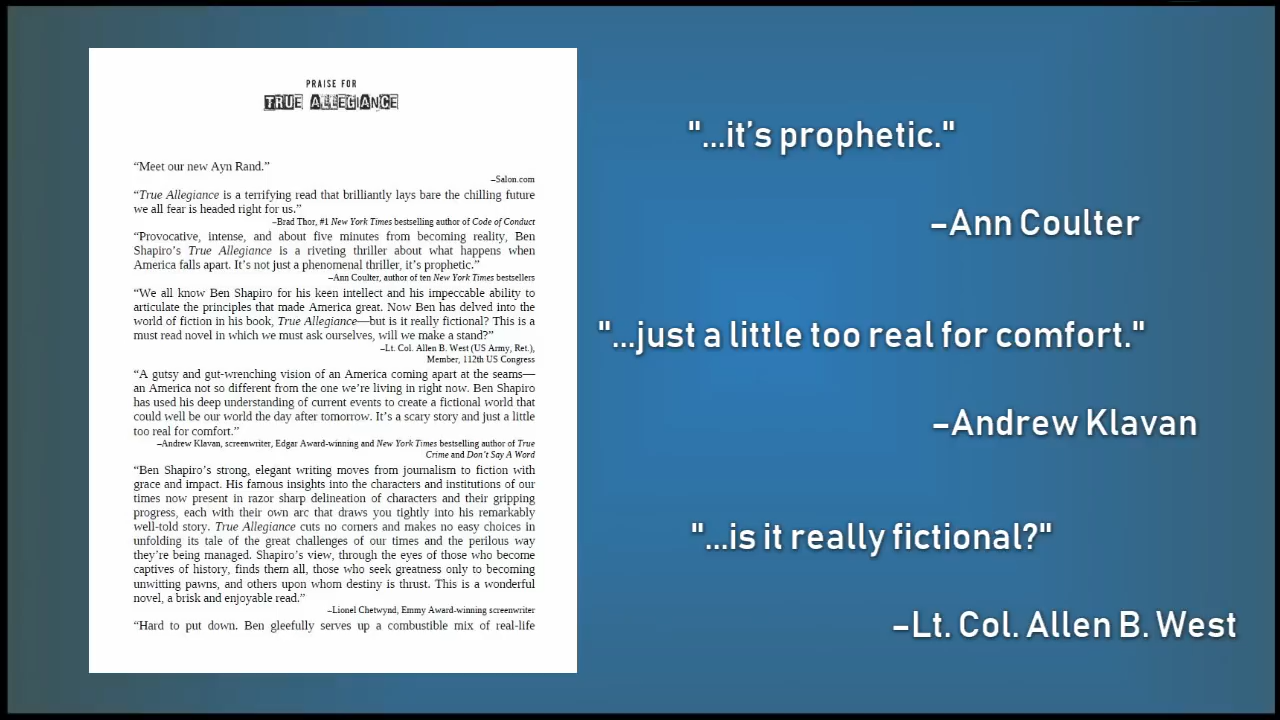 PRAISE FOR
TRUE ALLEGIANCE
“Meet our new Ayn Rand.”
–Salon.com
“True Allegiance is a terrifying read that brilliantly lays bare the chilling future
we all fear is headed right for us.”
–Brad Thor, #1 New York Times bestselling author of Code of Conduct
“Provocative, intense, and about five minutes from becoming reality, Ben
Shapiro’s True Allegiance is a riveting thriller about what happens when
America falls apart. It’s not just a phenomenal thriller, it’s prophetic.”
–Ann Coulter, author of ten New York Times bestsellers
“We all know Ben Shapiro for his keen intellect and his impeccable ability to
articulate the principles that made America great. Now Ben has delved into the
world of fiction in his book, True Allegiance—but is it really fictional? This is a
must read novel in which we must ask ourselves, will we make a stand?”
–Lt. Col. Allen B. West (US Army, Ret.),
Member, 112th US Congress
“A gutsy and gut-wrenching vision of an America coming apart at the seams—
an America not so different from the one we’re living in right now. Ben Shapiro
has used his deep understanding of current events to create a fictional world that
could well be our world the day after tomorrow. It’s a scary story and just a little
too real for comfort.”
–Andrew Klavan, screenwriter, Edgar Award-winning and New York Times bestselling author of True
Crime and Don’t Say A Word
“Ben Shapiro’s strong, elegant writing moves from journalism to fiction with
grace and impact. His famous insights into the characters and institutions of our
times now present in razor sharp delineation of characters and their gripping
progress, each with their own arc that draws you tightly into his remarkably
well-told story. True Allegiance cuts no corners and makes no easy choices in
unfolding its tale of the great challenges of our times and the perilous way
they’re being managed. Shapiro’s view, through the eyes of those who become
captives of history, finds them all, those who seek greatness only to becoming
unwitting pawns, and others upon whom destiny is thrust. This is a wonderful
novel, a brisk and enjoyable read.”
–Lionel Chetwynd, Emmy Award-winning screenwriter
“Hard to put down. Ben gleefully serves up a combustible mix of real-life
"...it’s prophetic."
–Ann Coulter
"...just a little too real for comfort."
–Andrew Klavan
"...is it really fictional?"
–Lt. Col. Allen B. West